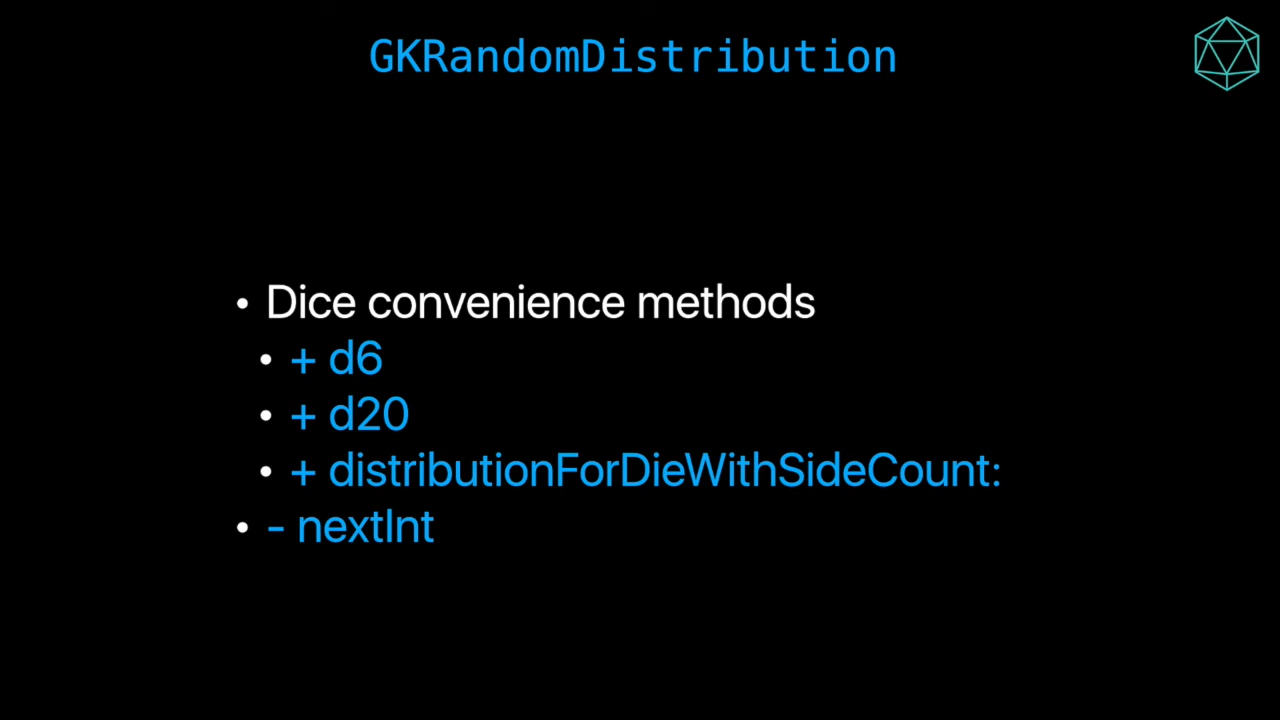 GKRandomDistribution
• Dice convenience methods
• + d6
• + d20
• + distributionForDieWithSideCount:
• - nextInt